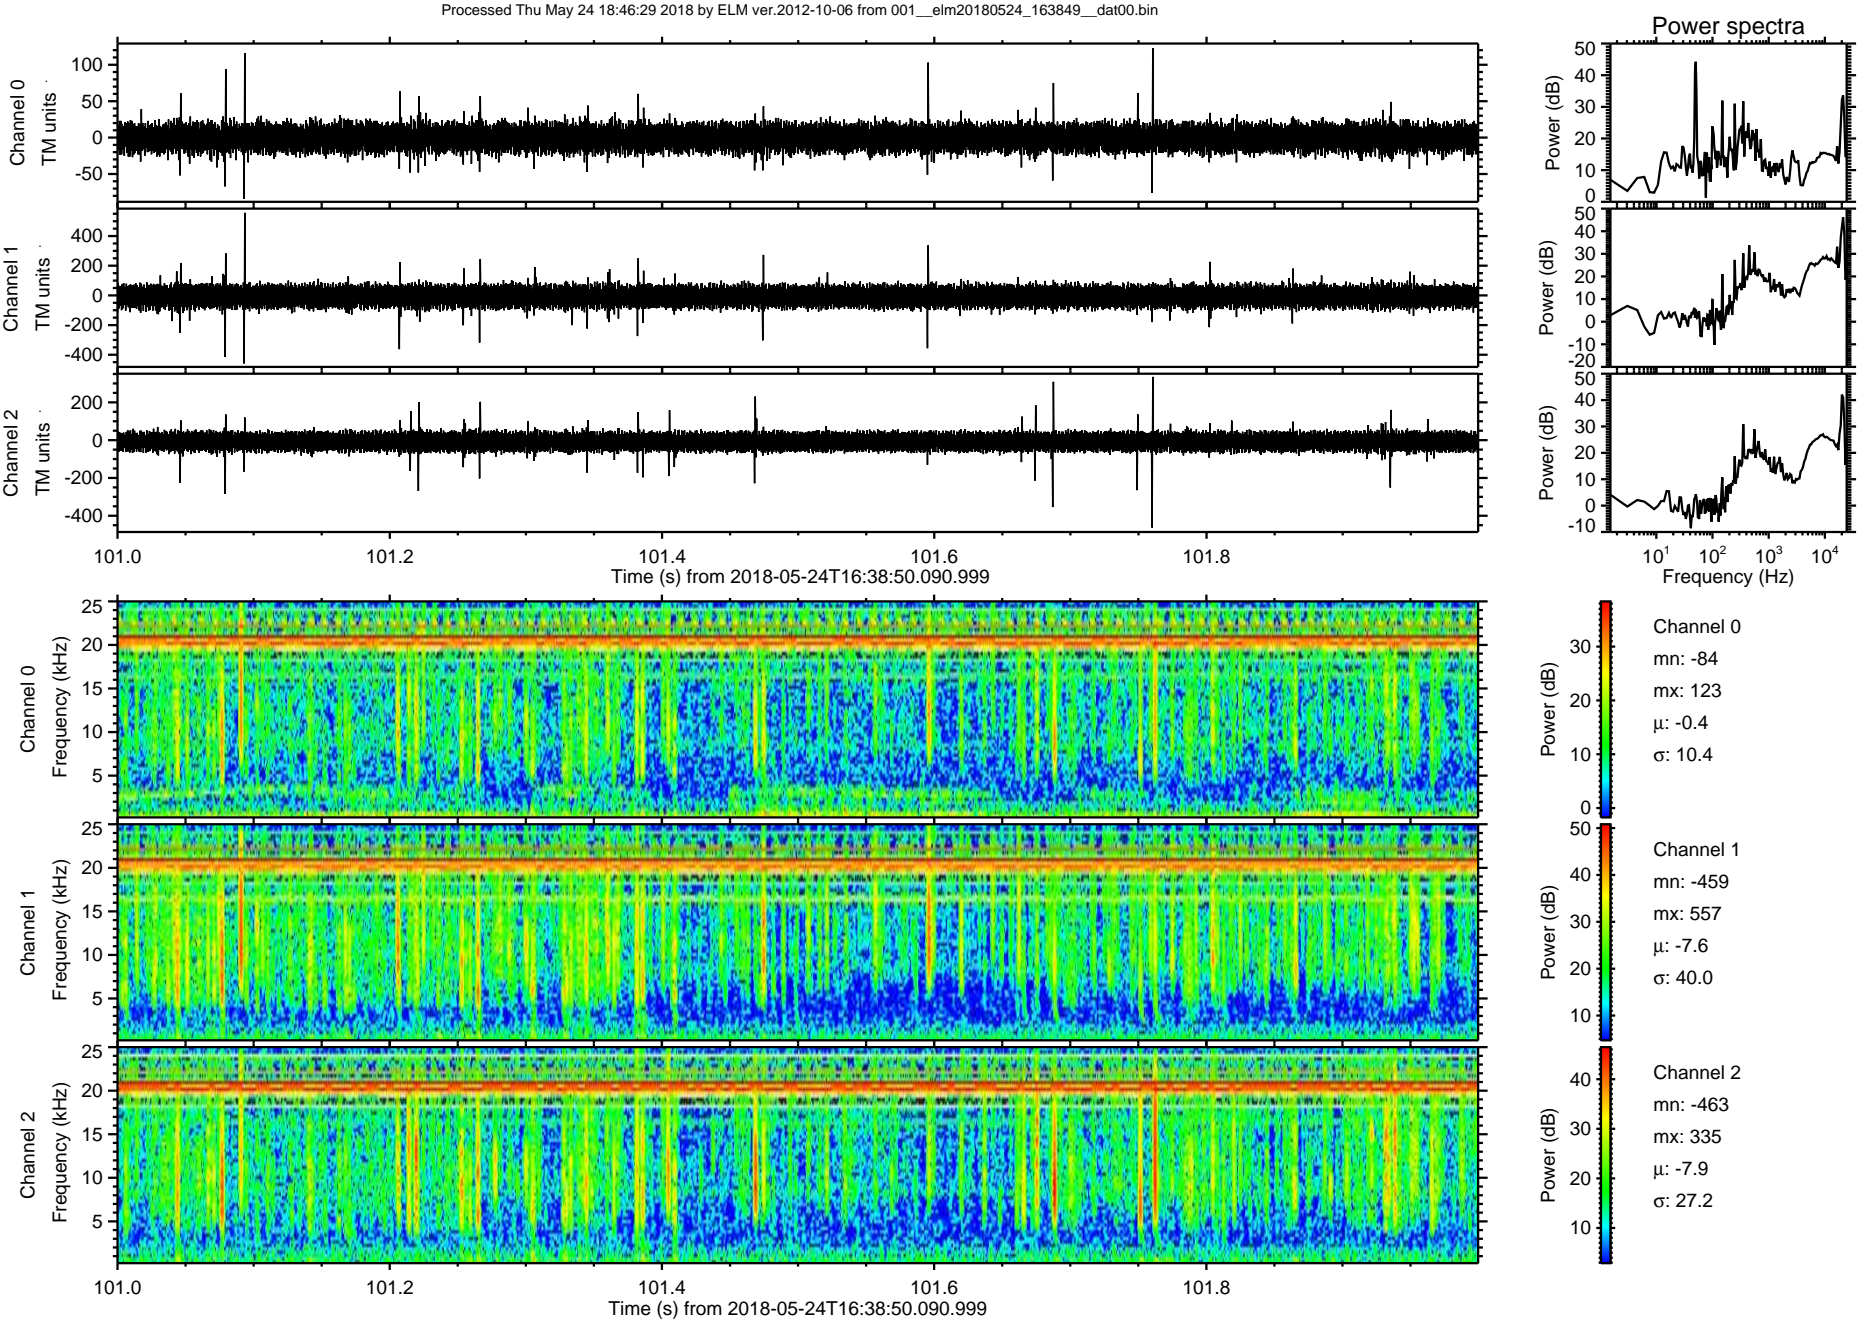 Processed Thu May 24 18:46:29 2018 by ELM ver.2012-10-06 from 001__elm20180524_163849__dat00.bin
Power spectra
Channel 0
TM units
100
50
0
-50
Power (dB)
50
40
30
20
10
0
Channel 1
TM units
400
200
0
-200
-400
Power (dB)
50
40
30
20
10
0
-10
-20
Channel 2
TM units
200
0
-200
-400
Power (dB)
50
40
30
20
10
0
-10
101.0 101.2 101.4 101.6 101.8
Time (s) from 2018-05-24T16:38:50.090.999
10¹ 10² 10³ 10⁴
Frequency (Hz)
Channel 0
Frequency (kHz)
25
20
15
10
5
Power (dB)
30
20
10
0
Channel 0
mn: -84
mx: 123
μ: -0.4
σ: 10.4
Channel 1
Frequency (kHz)
25
20
15
10
5
Power (dB)
50
40
30
20
10
Channel 1
mn: -459
mx: 557
μ: -7.6
σ: 40.0
Channel 2
Frequency (kHz)
25
20
15
10
5
Power (dB)
40
30
20
10
Channel 2
mn: -463
mx: 335
μ: -7.9
σ: 27.2
101.0 101.2 101.4 101.6 101.8
Time (s) from 2018-05-24T16:38:50.090.999